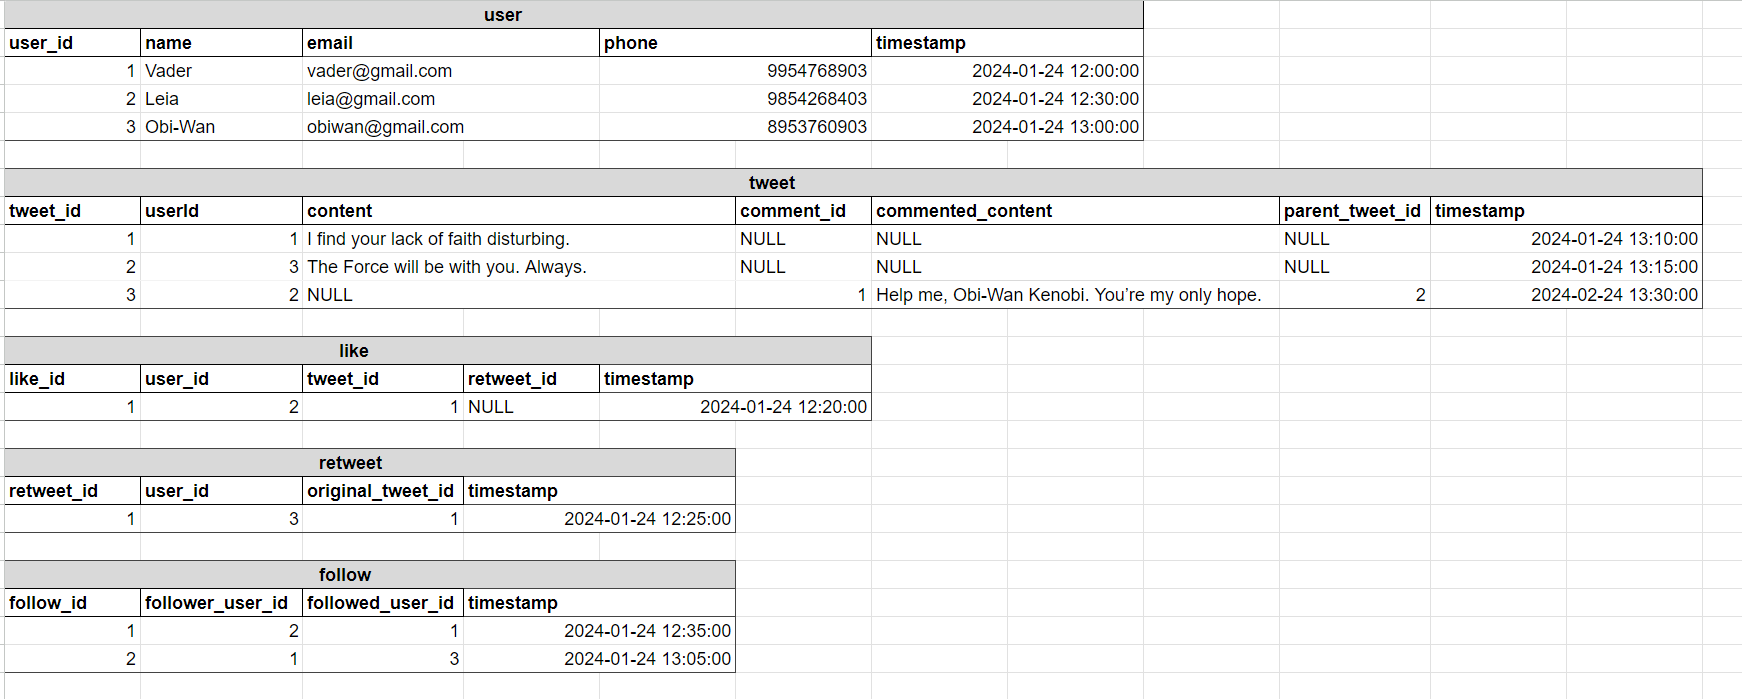 user
user_id name email phone timestamp
1 Vader vader@gmail.com 9954768903 2024-01-24 12:00:00
2 Leia leia@gmail.com 9854268403 2024-01-24 12:30:00
3 Obi-Wan obiwan@gmail.com 8953760903 2024-01-24 13:00:00
tweet
tweet_id userId content comment_id commented_content parent_tweet_id timestamp
1 1 I find your lack of faith disturbing. NULL NULL NULL 2024-01-24 13:10:00
2 3 The Force will be with you. Always. NULL NULL NULL 2024-01-24 13:15:00
3 2 NULL 1 Help me, Obi-Wan Kenobi. You’re my only hope. 2 2024-02-24 13:30:00
like
like_id user_id tweet_id retweet_id timestamp
1 2 1 NULL 2024-01-24 12:20:00
retweet
retweet_id user_id original_tweet_id timestamp
1 3 1 2024-01-24 12:25:00
follow
follow_id follower_user_id followed_user_id timestamp
1 2 1 2024-01-24 12:35:00
2 1 3 2024-01-24 13:05:00